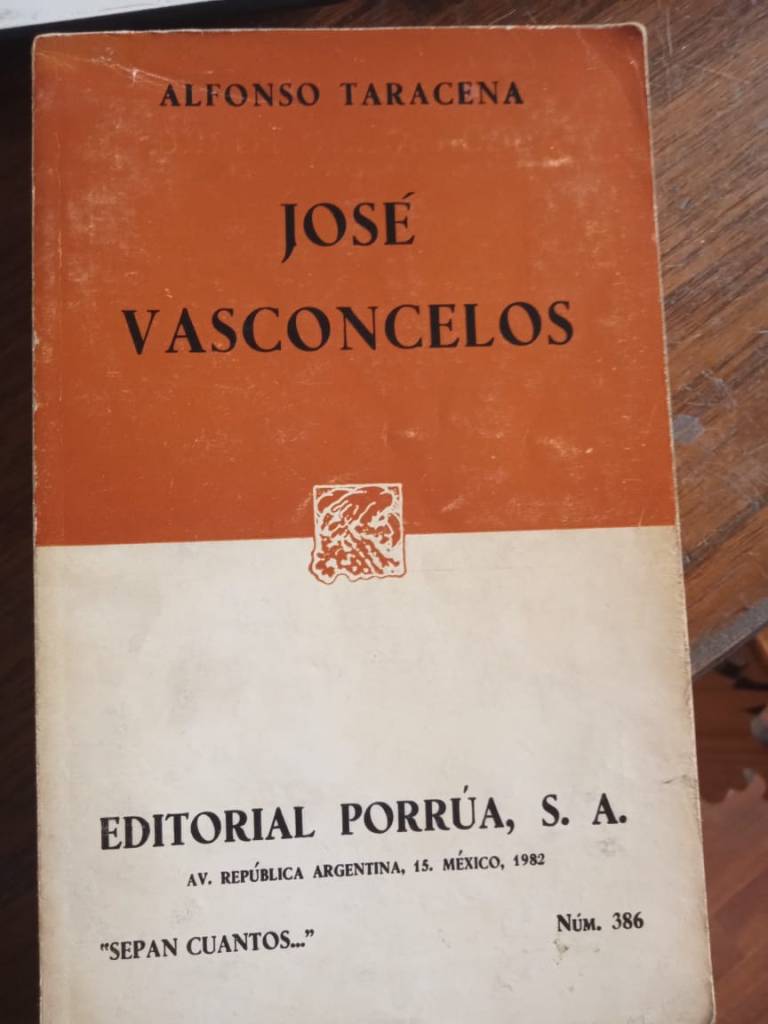 ALFONSO TARACENA
JOSÉ
VASCONCELOS
EDITORIAL PORRÚA, S. A.
AV. REPÚBLICA ARGENTINA, 15. MÉXICO, 1982
"SEPAN CUANTOS..."
NÚM. 386